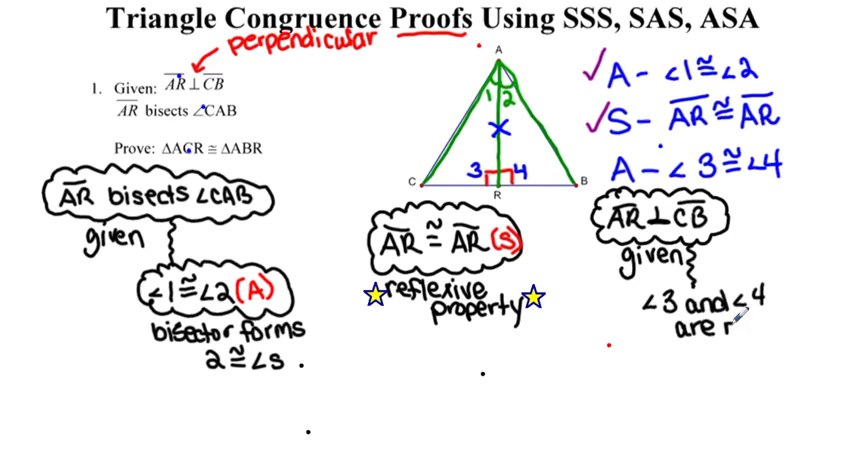 Triangle Congruence Proofs Using SSS, SAS, ASA
perpendicular
1. Given: AR ⊥ CB
AR bisects ∠CAB
Prove: ΔACR ≅ ΔABR
A
1 2
3 4
C R B
✓A - ∠1≅∠2
✓S - AR ≅ AR
A - ∠3≅∠4
AR bisects ∠CAB
given
∠1≅∠2 (A)
bisector forms
2 ≅ ∠s
AR ≅ AR (S)
reflexive
property
AR ⊥ CB
given
∠3 and ∠4
are r